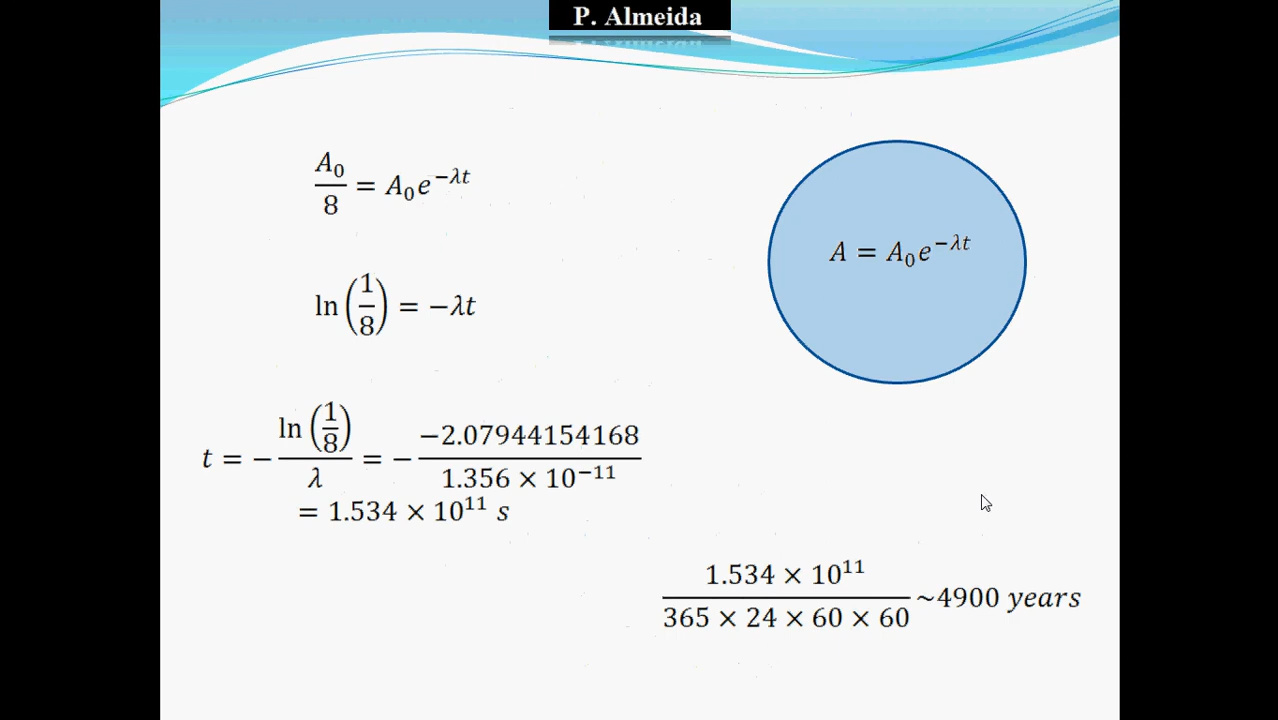 P. Almeida
A₀/8 = A₀e^(−λt)
A = A₀e^(−λt)
ln(1/8) = −λt
t = − ln(1/8)/λ = − −2.07944154168/(1.356 × 10⁻¹¹)
= 1.534 × 10¹¹ s
(1.534 × 10¹¹)/(365 × 24 × 60 × 60) ~4900 years